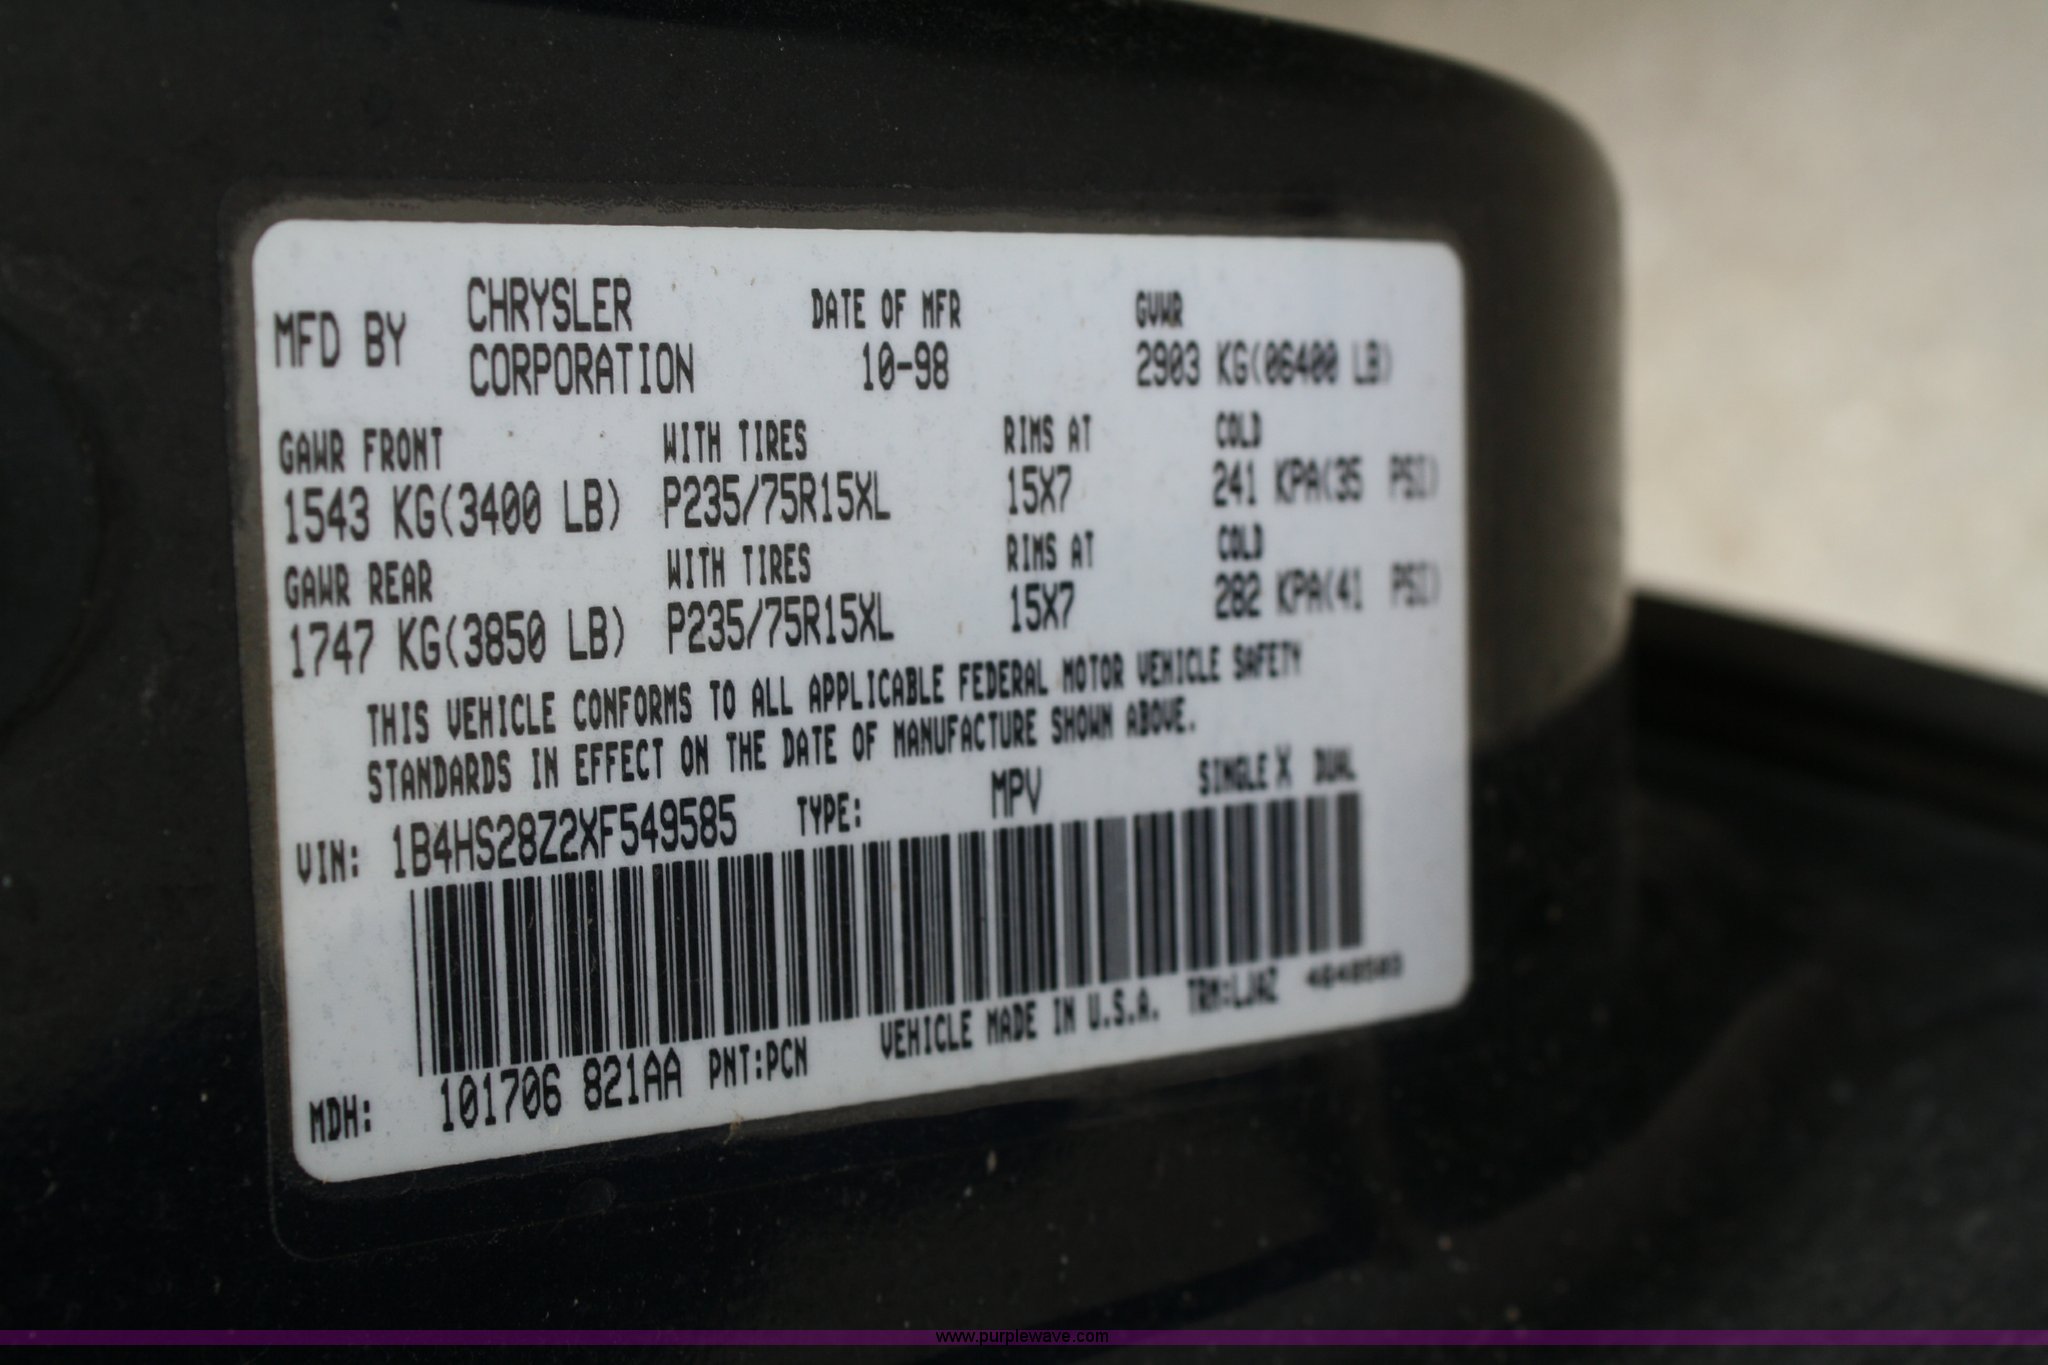 MFD BY CHRYSLER CORPORATION DATE OF MFR 10-98 GVWR 2903 KG(06400 LB)
GAWR FRONT WITH TIRES RIMS AT COLD
1543 KG(3400 LB) P235/75R15XL 15X7 241 KPA(35 PSI)
GAWR REAR WITH TIRES RIMS AT COLD
1747 KG(3850 LB) P235/75R15XL 15X7 282 KPA(41 PSI)
THIS VEHICLE CONFORMS TO ALL APPLICABLE FEDERAL MOTOR VEHICLE SAFETY
STANDARDS IN EFFECT ON THE DATE OF MANUFACTURE SHOWN ABOVE.
VIN: 1B4HS28Z2XF549585 TYPE: MPV SINGLE X DUAL
MDH: 101706 821AA PNT:PCN VEHICLE MADE IN U.S.A. TRM:LJAZ
www.purplewave.com